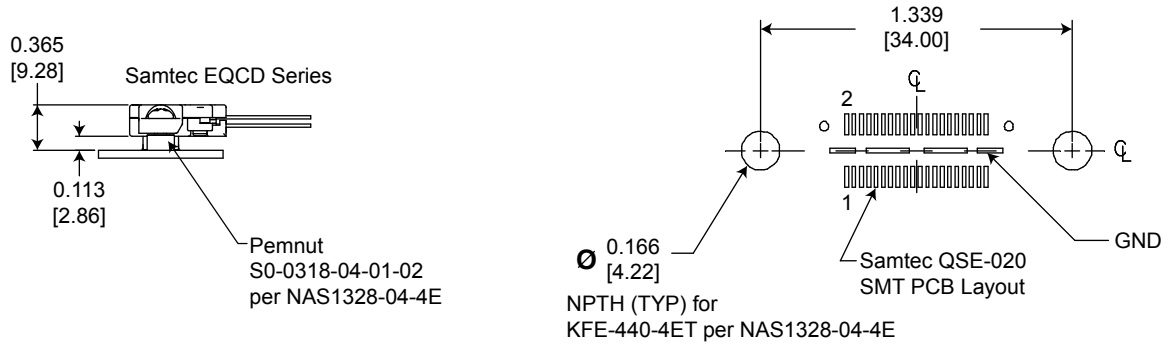 0.365
[9.28]
Samtec EQCD Series
0.113
[2.86]
Pemnut
S0-0318-04-01-02
per NAS1328-04-4E
1.339
[34.00]
℄
2
℄
1
GND
Ø 0.166
[4.22]
Samtec QSE-020
SMT PCB Layout
NPTH (TYP) for
KFE-440-4ET per NAS1328-04-4E